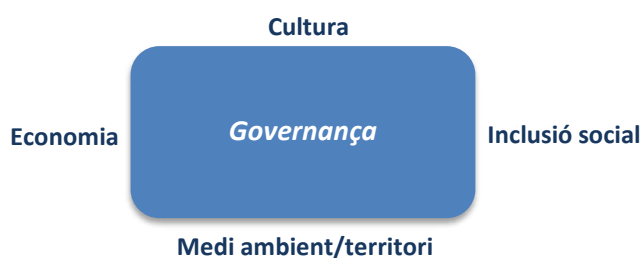 Cultura
Economia
Governança
Inclusió social
Medi ambient/territori